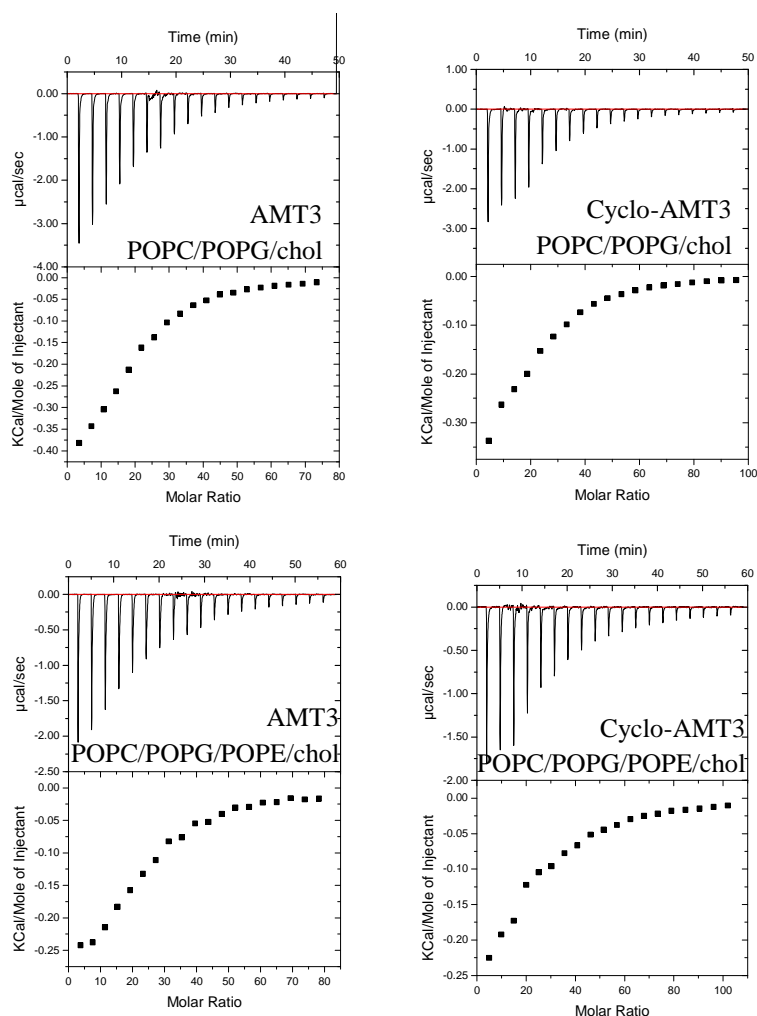 Time (min)
0 10 20 30 40 50
0.00
-1.00
-2.00
-3.00
-4.00
µcal/sec
AMT3
POPC/POPG/chol
0.00
-0.05
-0.10
-0.15
-0.20
-0.25
-0.30
-0.35
-0.40
KCal/Mole of Injectant
0 10 20 30 40 50 60 70 80
Molar Ratio
Time (min)
0 10 20 30 40 50
1.00
0.00
-1.00
-2.00
-3.00
µcal/sec
Cyclo-AMT3
POPC/POPG/chol
0.00
-0.10
-0.20
-0.30
KCal/Mole of Injectant
0 20 40 60 80 100
Molar Ratio
Time (min)
0 10 20 30 40 50 60
0.00
-0.50
-1.00
-1.50
-2.00
-2.50
µcal/sec
AMT3
POPC/POPG/POPE/chol
0.00
-0.05
-0.10
-0.15
-0.20
-0.25
KCal/Mole of Injectant
0 10 20 30 40 50 60 70 80
Molar Ratio
Time (min)
0 10 20 30 40 50 60
0.00
-0.50
-1.00
-1.50
-2.00
µcal/sec
Cyclo-AMT3
POPC/POPG/POPE/chol
0.00
-0.05
-0.10
-0.15
-0.20
-0.25
KCal/Mole of Injectant
0 20 40 60 80 100
Molar Ratio